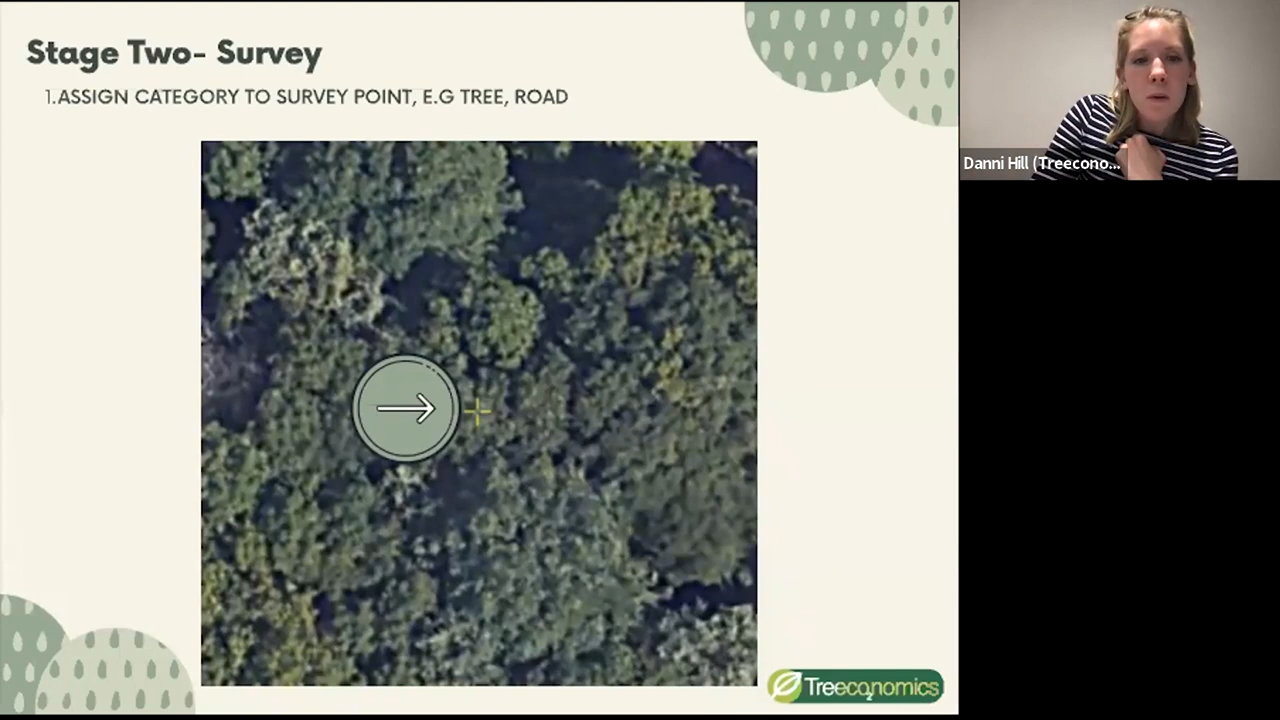 Stage Two- Survey
1.ASSIGN CATEGORY TO SURVEY POINT, E.G TREE, ROAD
Danni Hill (Treecono...
Treeconomics